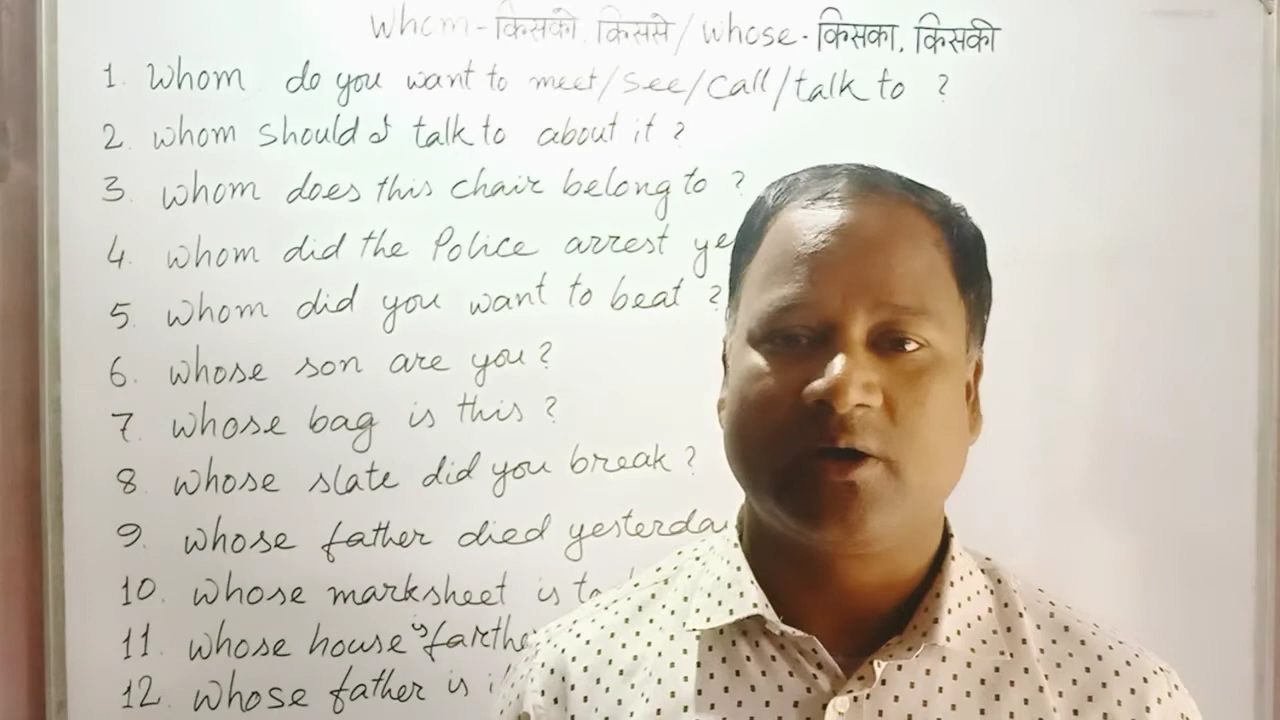 Whom - किसको, किससे / Whose - किसका, किसकी
1. Whom do you want to meet/see/call/talk to ?
2. whom should I talk to about it ?
3. whom does this chair belong to ?
4. whom did the Police arrest
5. whom did you want to beat ?
6. whose son are you ?
7. whose bag is this ?
8. whose slate did you break ?
9. whose father died
10. whose marksheet is
11. whose house is
12. whose father is